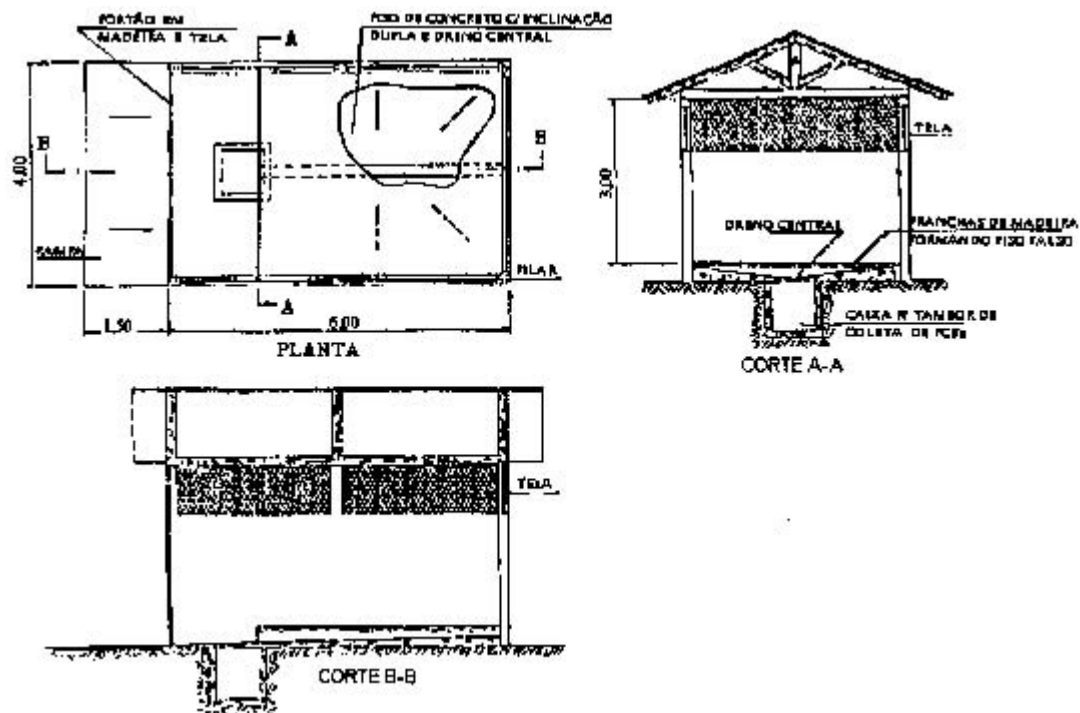 PORTÃO EM
MADEIRA E TELA
PISO DE CONCRETO C/ INCLINAÇÃO
DUPLA E DRENO CENTRAL
A
B
B
4,00
RAMPA
PILAR
A
1,50
6,00
PLANTA
TELA
3,00
DRENO CENTRAL
PRANCHAS DE MADEIRA
FORMANDO PISO FALSO
CAIXA P/ TAMBOR DE
COLETA DE
CORTE A-A
TELA
CORTE B-B